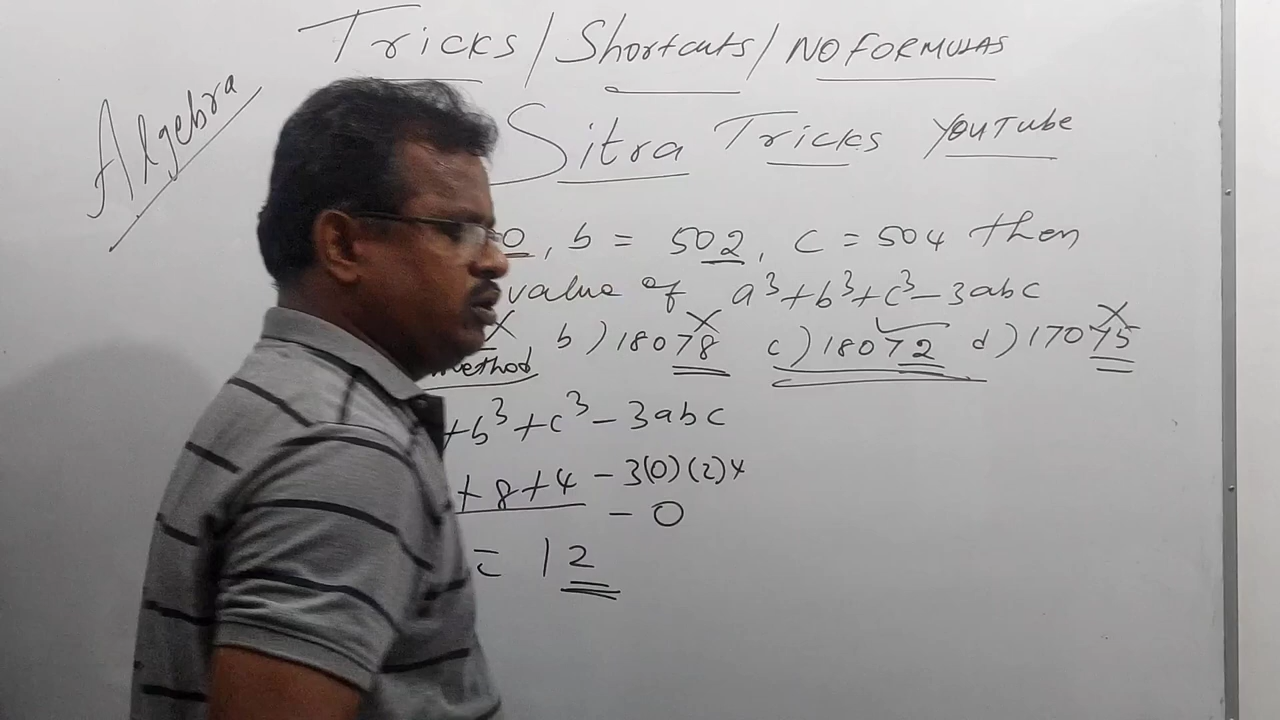 Tricks / Shortcuts / NO FORMULAS
Algebra
Sitra Tricks YOUTube
0, b = 502, c = 504 then
value of a³+b³+c³-3abc
b) 18078 c) 18072 d) 17075
method
+b³+c³-3abc
+8+4-3(0)(2)4
- 0
= 12